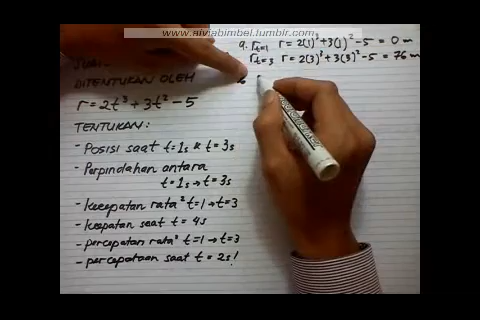 www.alviabimbel.tumblr.com
DITENTUKAN OLEH
r = 2t³ + 3t² − 5
TENTUKAN:
- POSISI saat t = 1s & t = 3s
- Perpindahan antara
t = 1s → t = 3s
- Kecepatan rata² t=1 → t=3
- Kecepatan saat t = 4s
- percepatan rata² t=1 → t=3
- percepataan saat t = 2s!
a. r t=1 r = 2(1)³ + 3(1)² − 5 = 0 m
r t=3 r = 2(3)³ + 3(3)² − 5 = 76 m